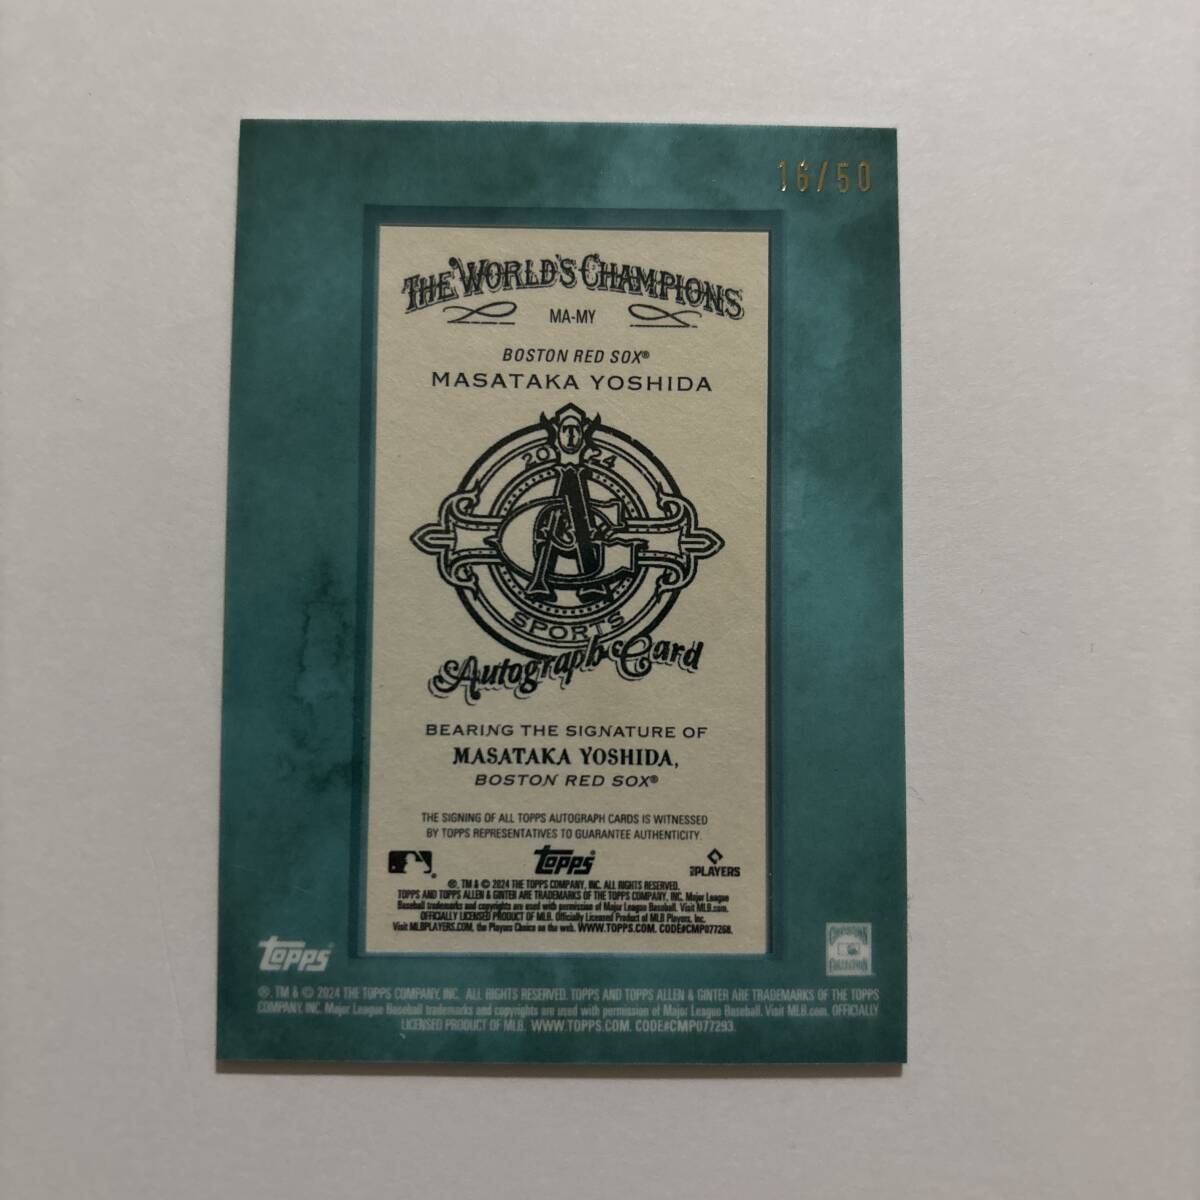 16/50
THE WORLD'S CHAMPIONS
MA-MY
BOSTON RED SOX®
MASATAKA YOSHIDA
T
20 24
A&G
SPORTS
Autograph Card
BEARING THE SIGNATURE OF
MASATAKA YOSHIDA,
BOSTON RED SOX®
THE SIGNING OF ALL TOPPS AUTOGRAPH CARDS IS WITNESSED
BY TOPPS REPRESENTATIVES TO GUARANTEE AUTHENTICITY.
Topps
PLAYERS
®, TM & © 2024 THE TOPPS COMPANY, INC. ALL RIGHTS RESERVED.
TOPPS AND TOPPS ALLEN & GINTER ARE TRADEMARKS OF THE TOPPS COMPANY, INC. Major League
Baseball trademarks and copyrights are used with permission of Major League Baseball. Visit MLB.com.
OFFICIALLY LICENSED PRODUCT OF MLB. Officially Licensed Product of MLB Players, Inc.
Visit MLBPLAYERS.COM, the Players Choice on the web. WWW.TOPPS.COM. CODE#CMP077268.
Topps
®, TM & © 2024 THE TOPPS COMPANY, INC. ALL RIGHTS RESERVED. TOPPS AND TOPPS ALLEN & GINTER ARE TRADEMARKS OF THE TOPPS
COMPANY, INC. Major League Baseball trademarks and copyrights are used with permission of Major League Baseball. Visit MLB.com. OFFICIALLY
LICENSED PRODUCT OF MLB. WWW.TOPPS.COM. CODE#CMP077293.